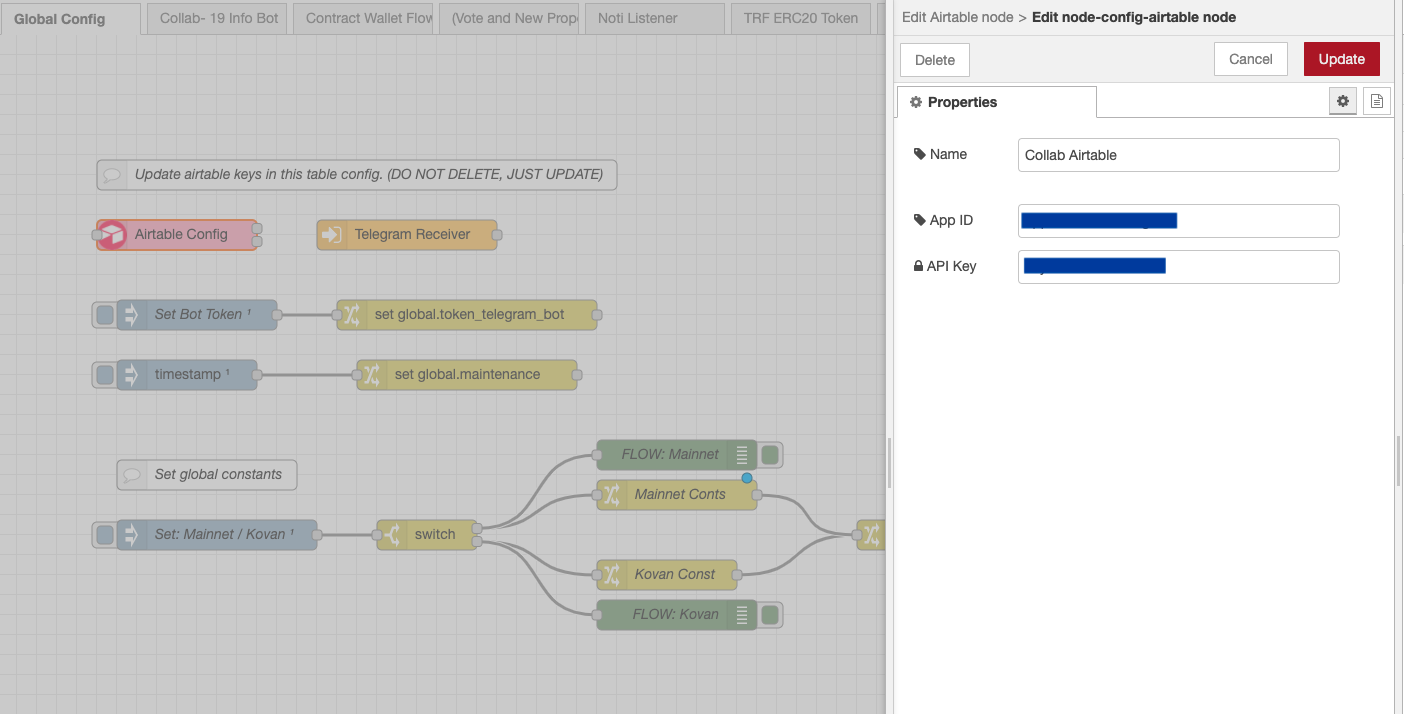 Global Config
Collab- 19 Info Bot
Contract Wallet Flow
(Vote and New Prop
Noti Listener
TRF ERC20 Token
Edit Airtable node > Edit node-config-airtable node
Delete
Cancel
Update
Properties
Name
Collab Airtable
App ID
API Key
Update airtable keys in this table config. (DO NOT DELETE, JUST UPDATE)
Airtable Config
Telegram Receiver
Set Bot Token ¹
set global.token_telegram_bot
timestamp ¹
set global.maintenance
Set global constants
FLOW: Mainnet
Mainnet Conts
Set: Mainnet / Kovan ¹
switch
Kovan Const
FLOW: Kovan